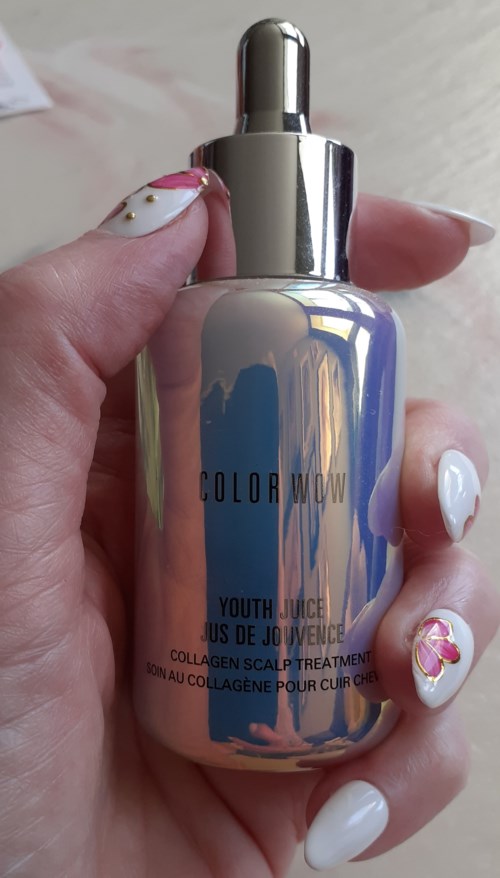 COLOR WOW
YOUTH JUICE
JUS DE JOUVENCE
COLLAGEN SCALP TREATMENT
SOIN AU COLLAGÈNE POUR CUIR